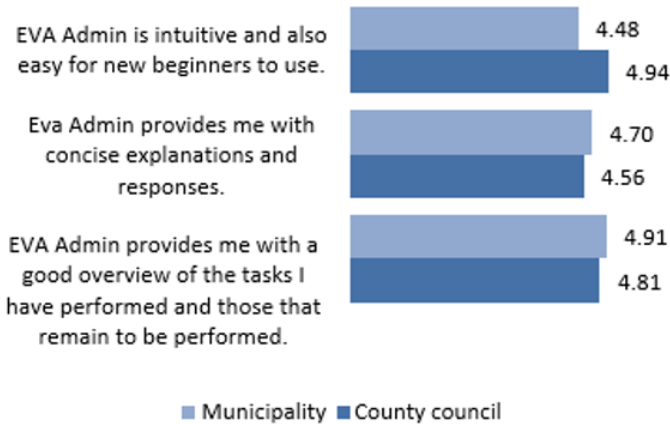 EVA Admin is intuitive and also
easy for new beginners to use.
4.48
4.94
Eva Admin provides me with
concise explanations and
responses.
4.70
4.56
EVA Admin provides me with a
good overview of the tasks I
have performed and those that
remain to be performed.
4.91
4.81
Municipality County council